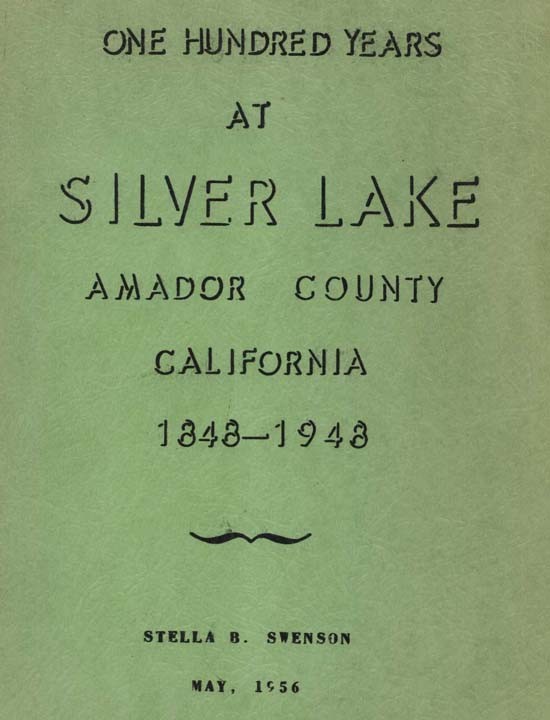 ONE HUNDRED YEARS
AT
SILVER LAKE
AMADOR COUNTY
CALIFORNIA
1848—1948
STELLA B. SWENSON
MAY, 1956